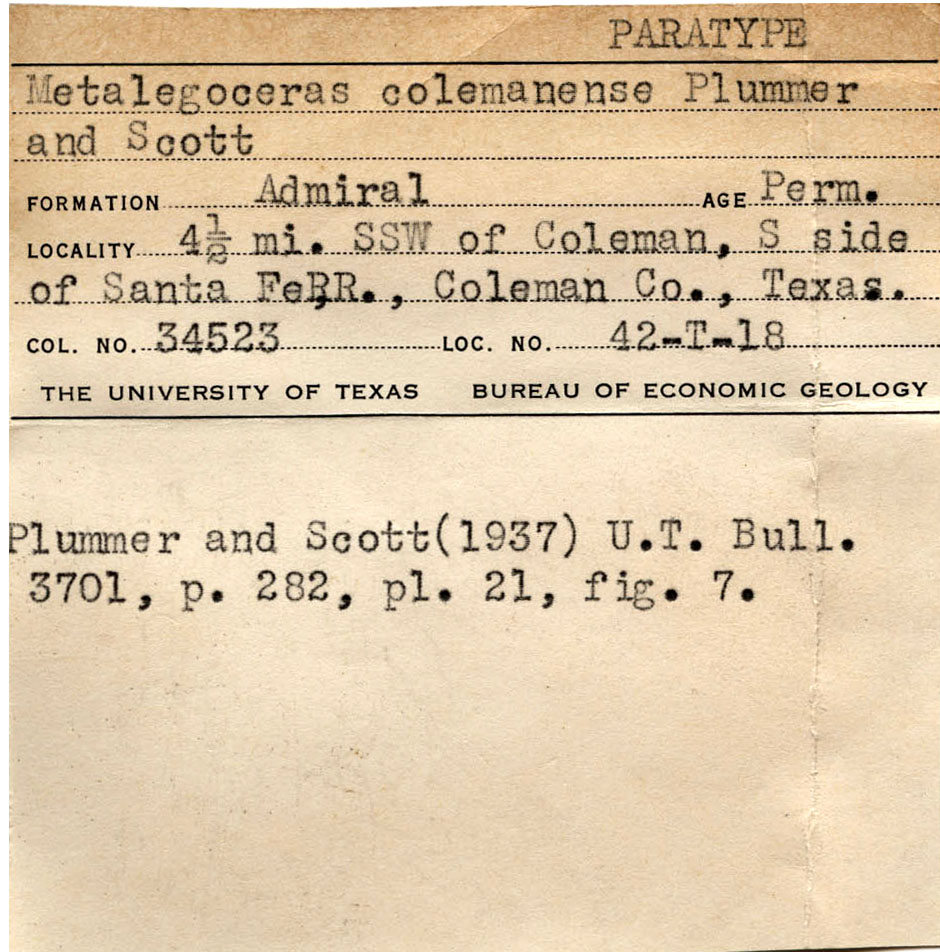 PARATYPE
Metalegoceras colemanense Plummer
and Scott
FORMATION Admiral AGE Perm.
LOCALITY 4½ mi. SSW of Coleman, S side
of Santa Fe RR., Coleman Co., Texas.
COL. NO. 34523 LOC. NO. 42-T-18
THE UNIVERSITY OF TEXAS BUREAU OF ECONOMIC GEOLOGY
Plummer and Scott(1937) U.T. Bull.
3701, p. 282, pl. 21, fig. 7.